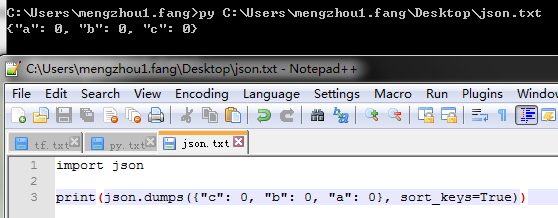 C:\Users\mengzhou1.fang>py C:\Users\mengzhou1.fang\Desktop\json.txt
{"a": 0, "b": 0, "c": 0}
C:\Users\mengzhou1.fang\Desktop\json.txt - Notepad++
File Edit Search View Encoding Language Settings Macro Run Plugins Window
tf.txt py.txt json.txt
1 import json
2
3 print(json.dumps({"c": 0, "b": 0, "a": 0}, sort_keys=True))